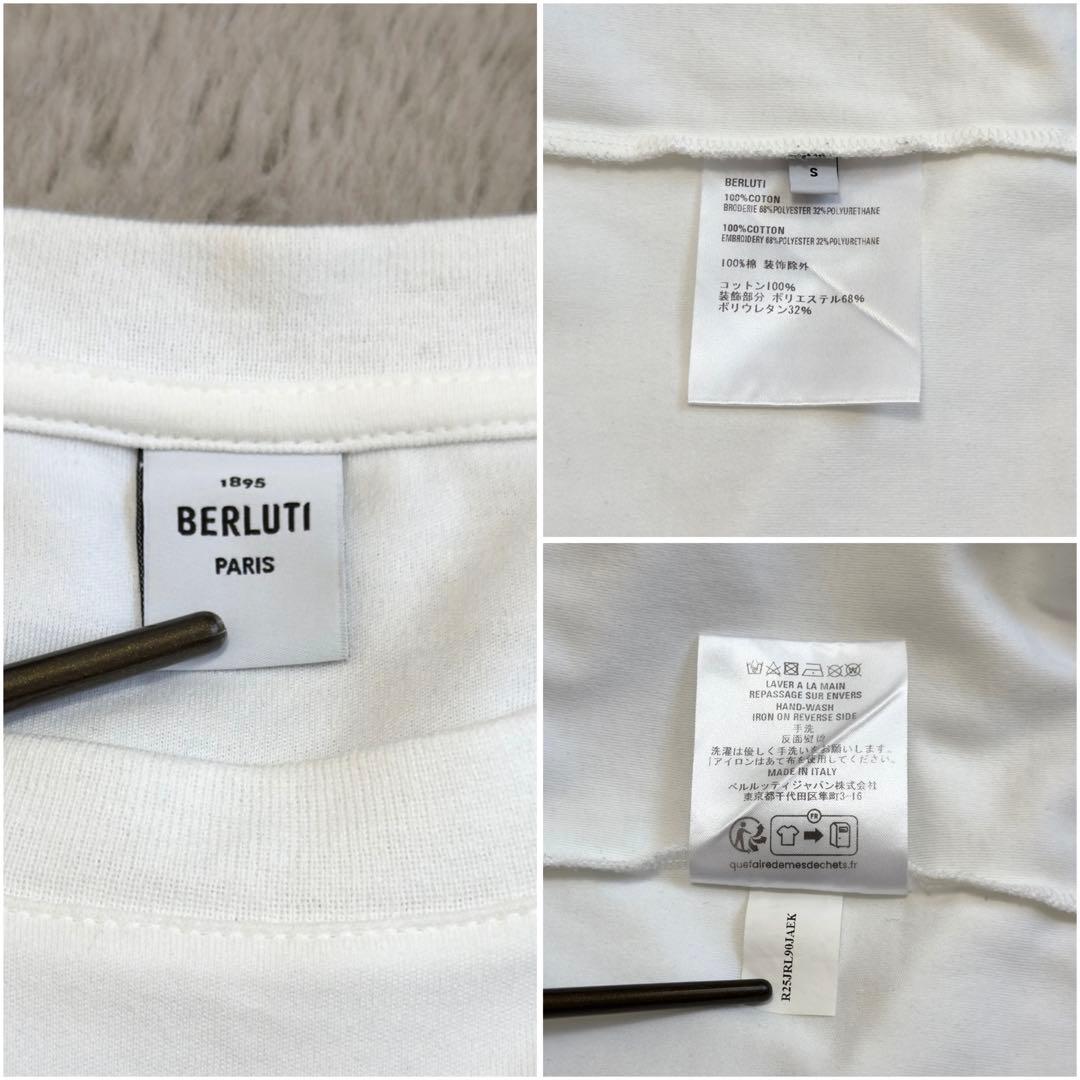 1895
BERLUTI
PARIS
S
BERLUTI
100%COTON
BRODERIE 68%POLYESTER 32%POLYURETHANE
100%COTTON
EMBROIDERY 68%POLYESTER 32%POLYURETHANE
100%棉 装饰除外
コットン100%
装飾部分 ポリエステル68%
ポリウレタン32%
LAVER A LA MAIN
REPASSAGE SUR ENVERS
HAND-WASH
IRON ON REVERSE SIDE
手洗
反面熨烫
洗濯は優しく手洗いをお願いします。
アイロンはあて布を使用してください。
MADE IN ITALY
ベルルッティジャパン株式会社
東京都千代田区隼町3-16
FR
quefairedemesdechets.fr
R25JRL90JAEK